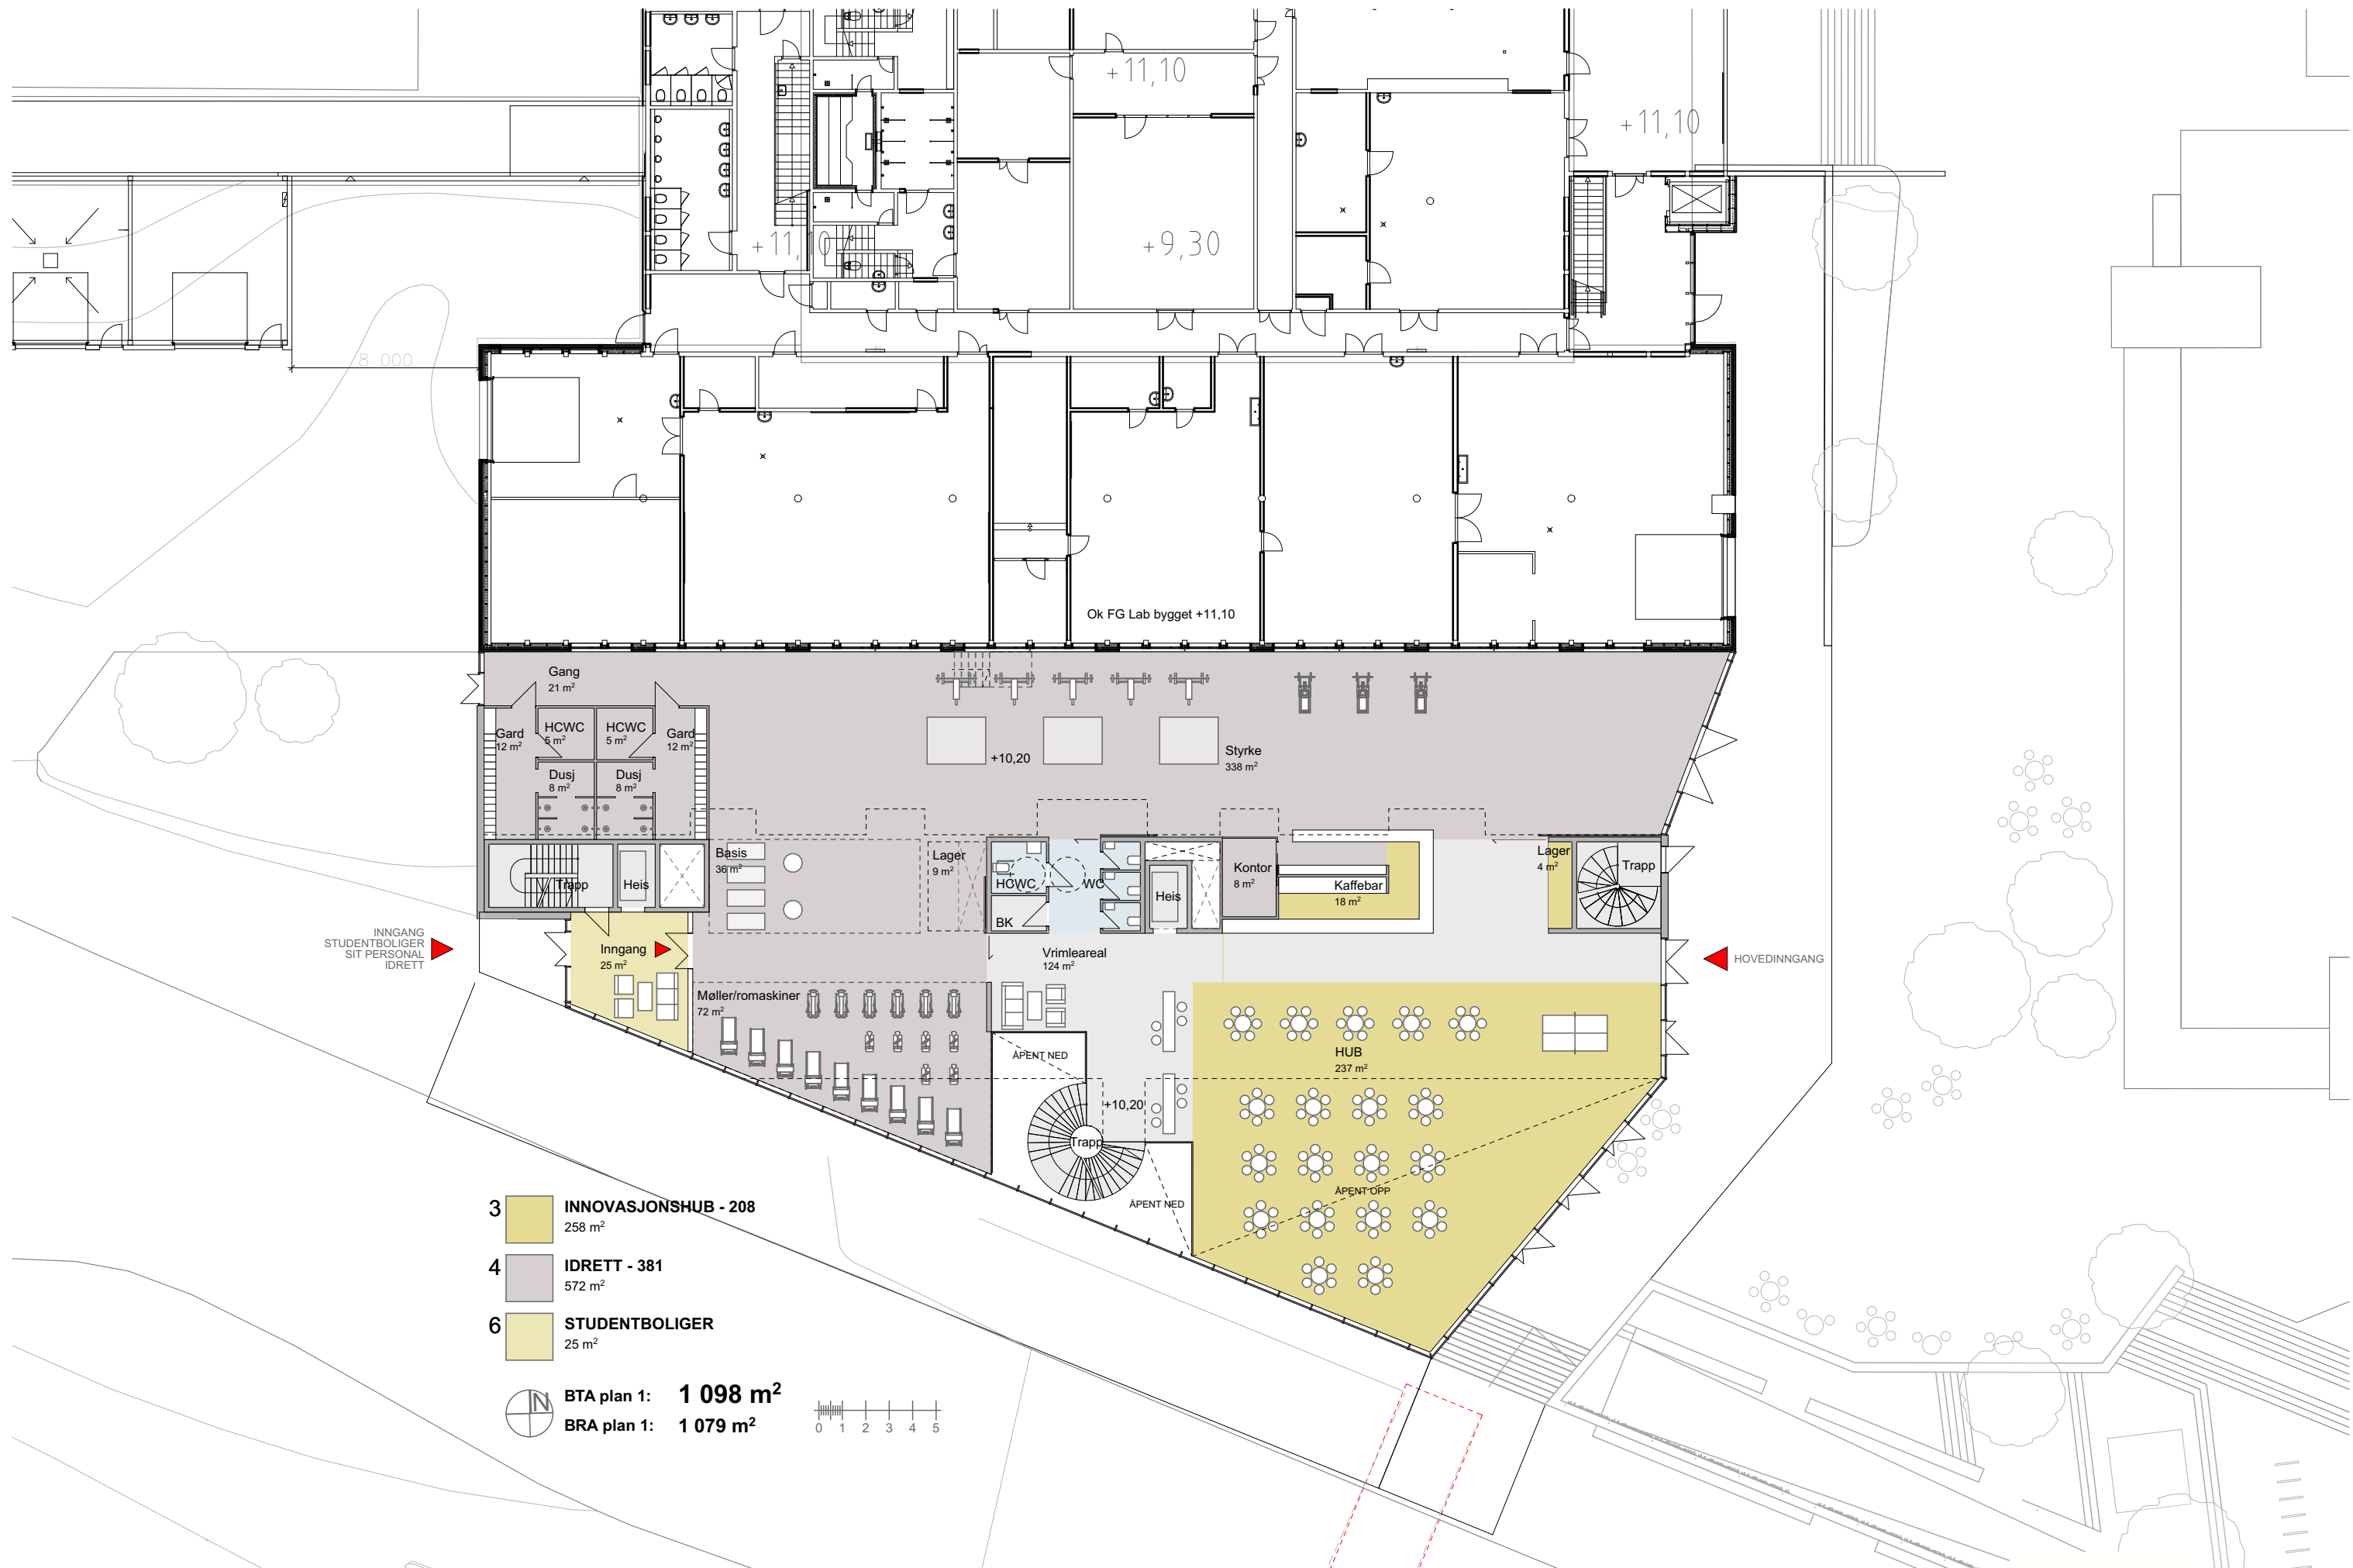 +11,10
+11,10
+11,10
+9,30
8 000
Ok FG Lab bygget +11,10
Gang
21 m²
Gard
12 m²
HCWC
5 m²
HCWC
5 m²
Gard
12 m²
Dusj
8 m²
Dusj
8 m²
+10,20
Styrke
338 m²
Trapp
Heis
Basis
36 m²
Lager
9 m²
HCWC
WC
BK
Heis
Kontor
8 m²
Kaffebar
18 m²
Lager
4 m²
Trapp
INNGANG
STUDENTBOLIGER
SIT PERSONAL
IDRETT
Inngang
25 m²
Vrimleareal
124 m²
HOVEDINNGANG
Møller/romaskiner
72 m²
ÅPENT NED
HUB
237 m²
+10,20
Trapp
ÅPENT OPP
ÅPENT NED
3 INNOVASJONSHUB - 208
258 m²
4 IDRETT - 381
572 m²
6 STUDENTBOLIGER
25 m²
N
BTA plan 1: 1 098 m²
BRA plan 1: 1 079 m²
0 1 2 3 4 5